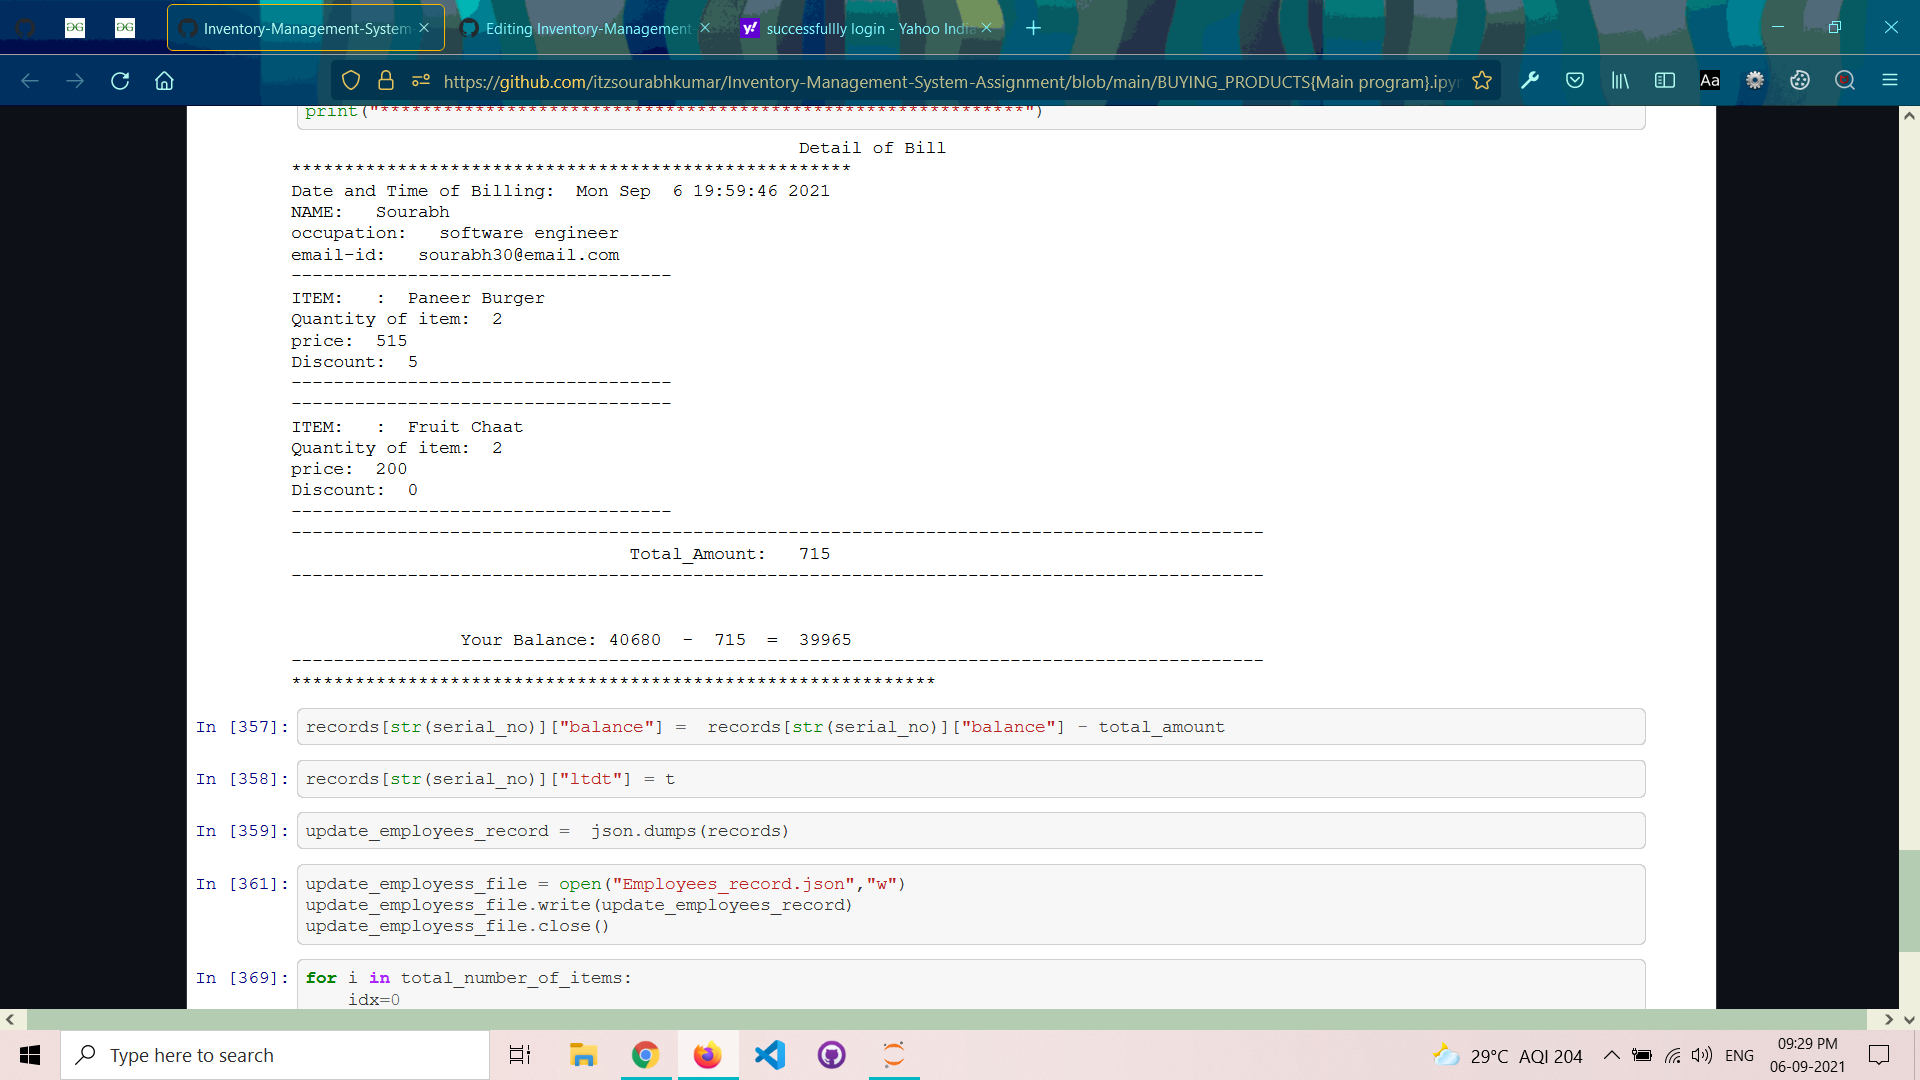 Inventory-Management-System
Editing Inventory-Management
successfullly login - Yahoo India
https://github.com/itzsourabhkumar/Inventory-Management-System-Assignment/blob/main/BUYING_PRODUCTS{Main program}.ipyn
print("*************************************************************")
Detail of Bill
*****************************************************
Date and Time of Billing:  Mon Sep  6 19:59:46 2021
NAME:   Sourabh
occupation:   software engineer
email-id:   sourabh30@email.com
------------------------------------
ITEM:   :  Paneer Burger
Quantity of item:  2
price:  515
Discount:  5
------------------------------------
------------------------------------
ITEM:   :  Fruit Chaat
Quantity of item:  2
price:  200
Discount:  0
------------------------------------
--------------------------------------------------------------------------------------------
Total_Amount:   715
--------------------------------------------------------------------------------------------
Your Balance: 40680  -  715  =  39965
--------------------------------------------------------------------------------------------
*************************************************************
In [357]: records[str(serial_no)]["balance"] =  records[str(serial_no)]["balance"] - total_amount
In [358]: records[str(serial_no)]["ltdt"] = t
In [359]: update_employees_record =  json.dumps(records)
In [361]: update_employess_file = open("Employees_record.json","w")
update_employess_file.write(update_employees_record)
update_employess_file.close()
In [369]: for i in total_number_of_items:
idx=0
Type here to search
29°C AQI 204
ENG
09:29 PM
06-09-2021